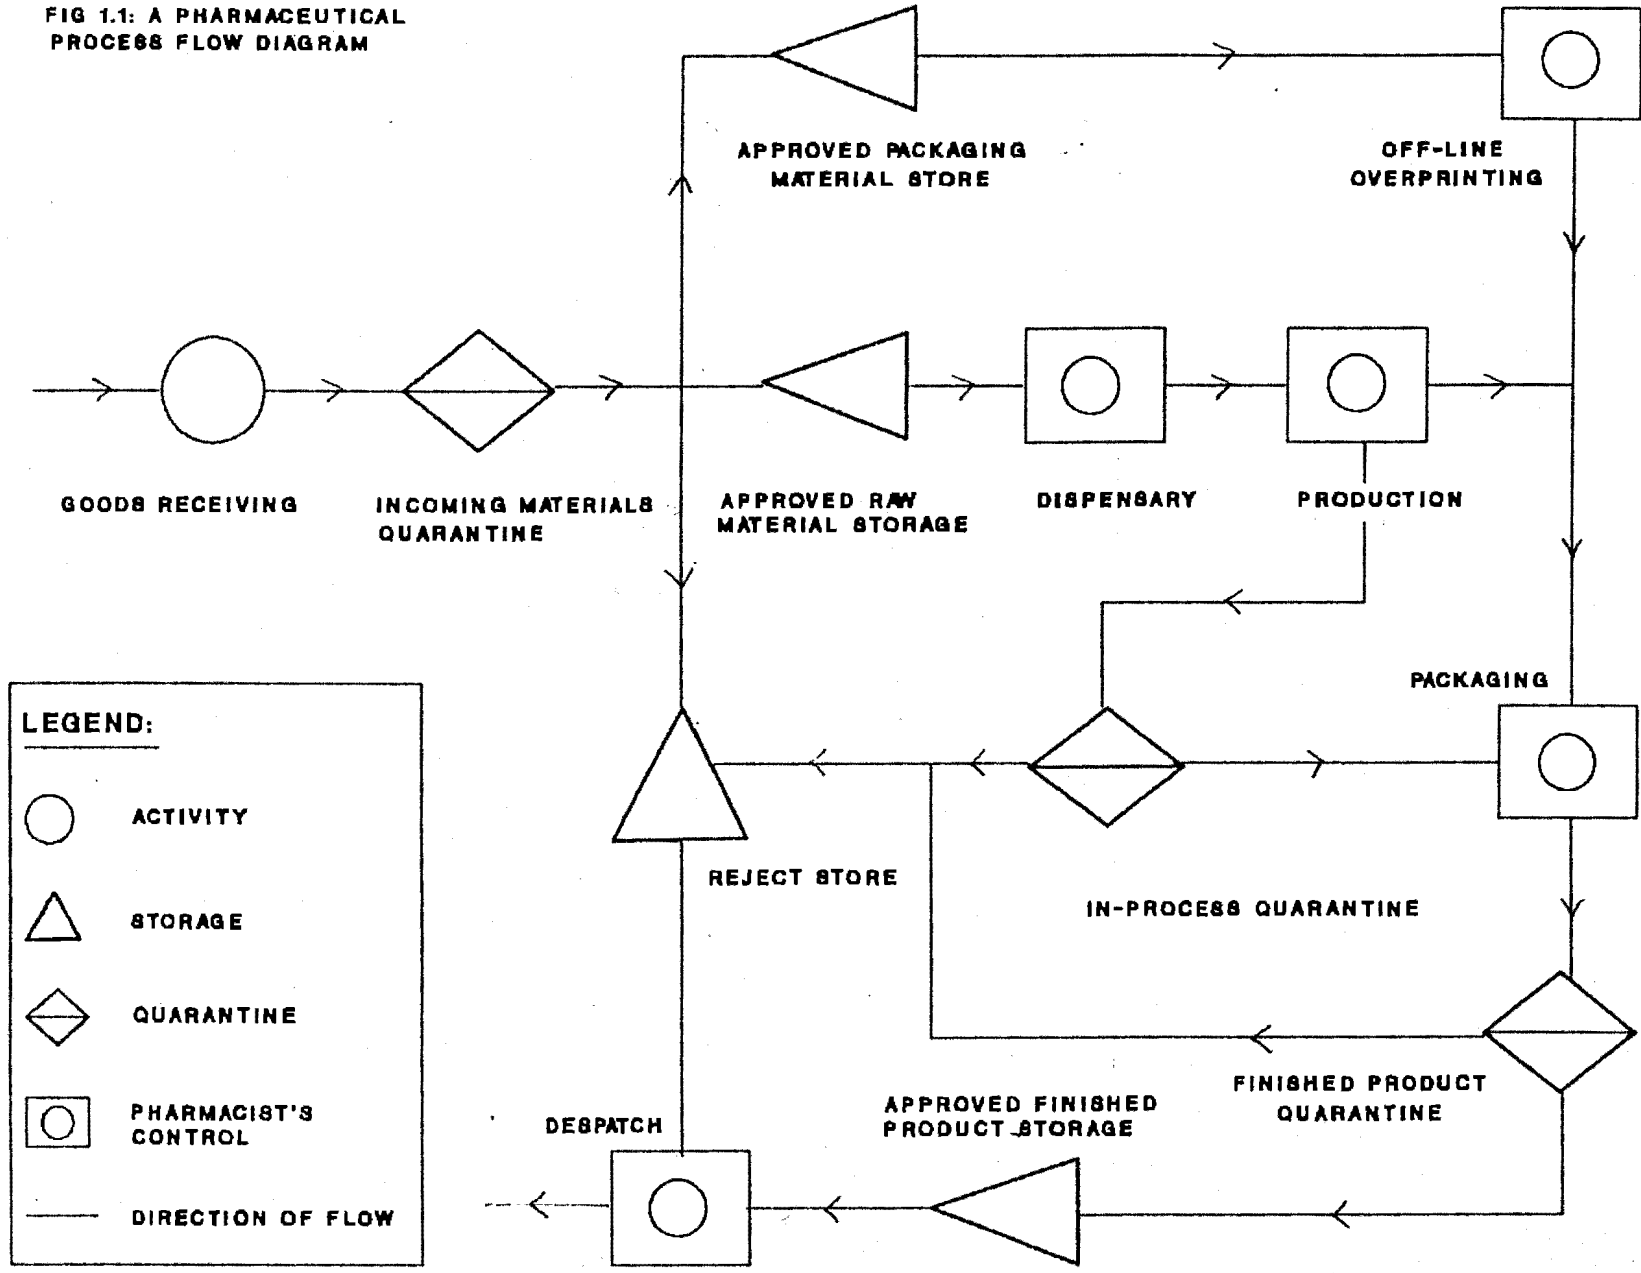 FIG 1.1: A PHARMACEUTICAL
PROCESS FLOW DIAGRAM
APPROVED PACKAGING
MATERIAL STORE
OFF-LINE
OVERPRINTING
GOODS RECEIVING
INCOMING MATERIALS
QUARANTINE
APPROVED RAW
MATERIAL STORAGE
DISPENSARY
PRODUCTION
PACKAGING
REJECT STORE
IN-PROCESS QUARANTINE
FINISHED PRODUCT
QUARANTINE
APPROVED FINISHED
PRODUCT STORAGE
DESPATCH
LEGEND:
ACTIVITY
STORAGE
QUARANTINE
PHARMACIST'S
CONTROL
DIRECTION OF FLOW